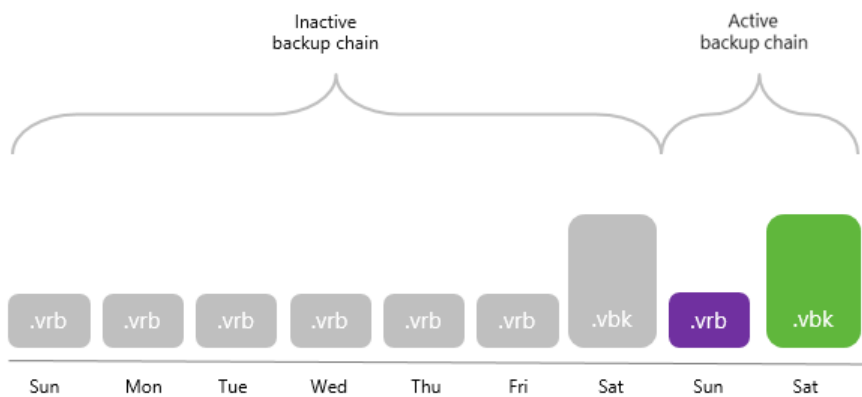 Inactive
backup chain
Active
backup chain
.vrb .vrb .vrb .vrb .vrb .vrb .vbk .vrb .vbk
Sun Mon Tue Wed Thu Fri Sat Sun Sat